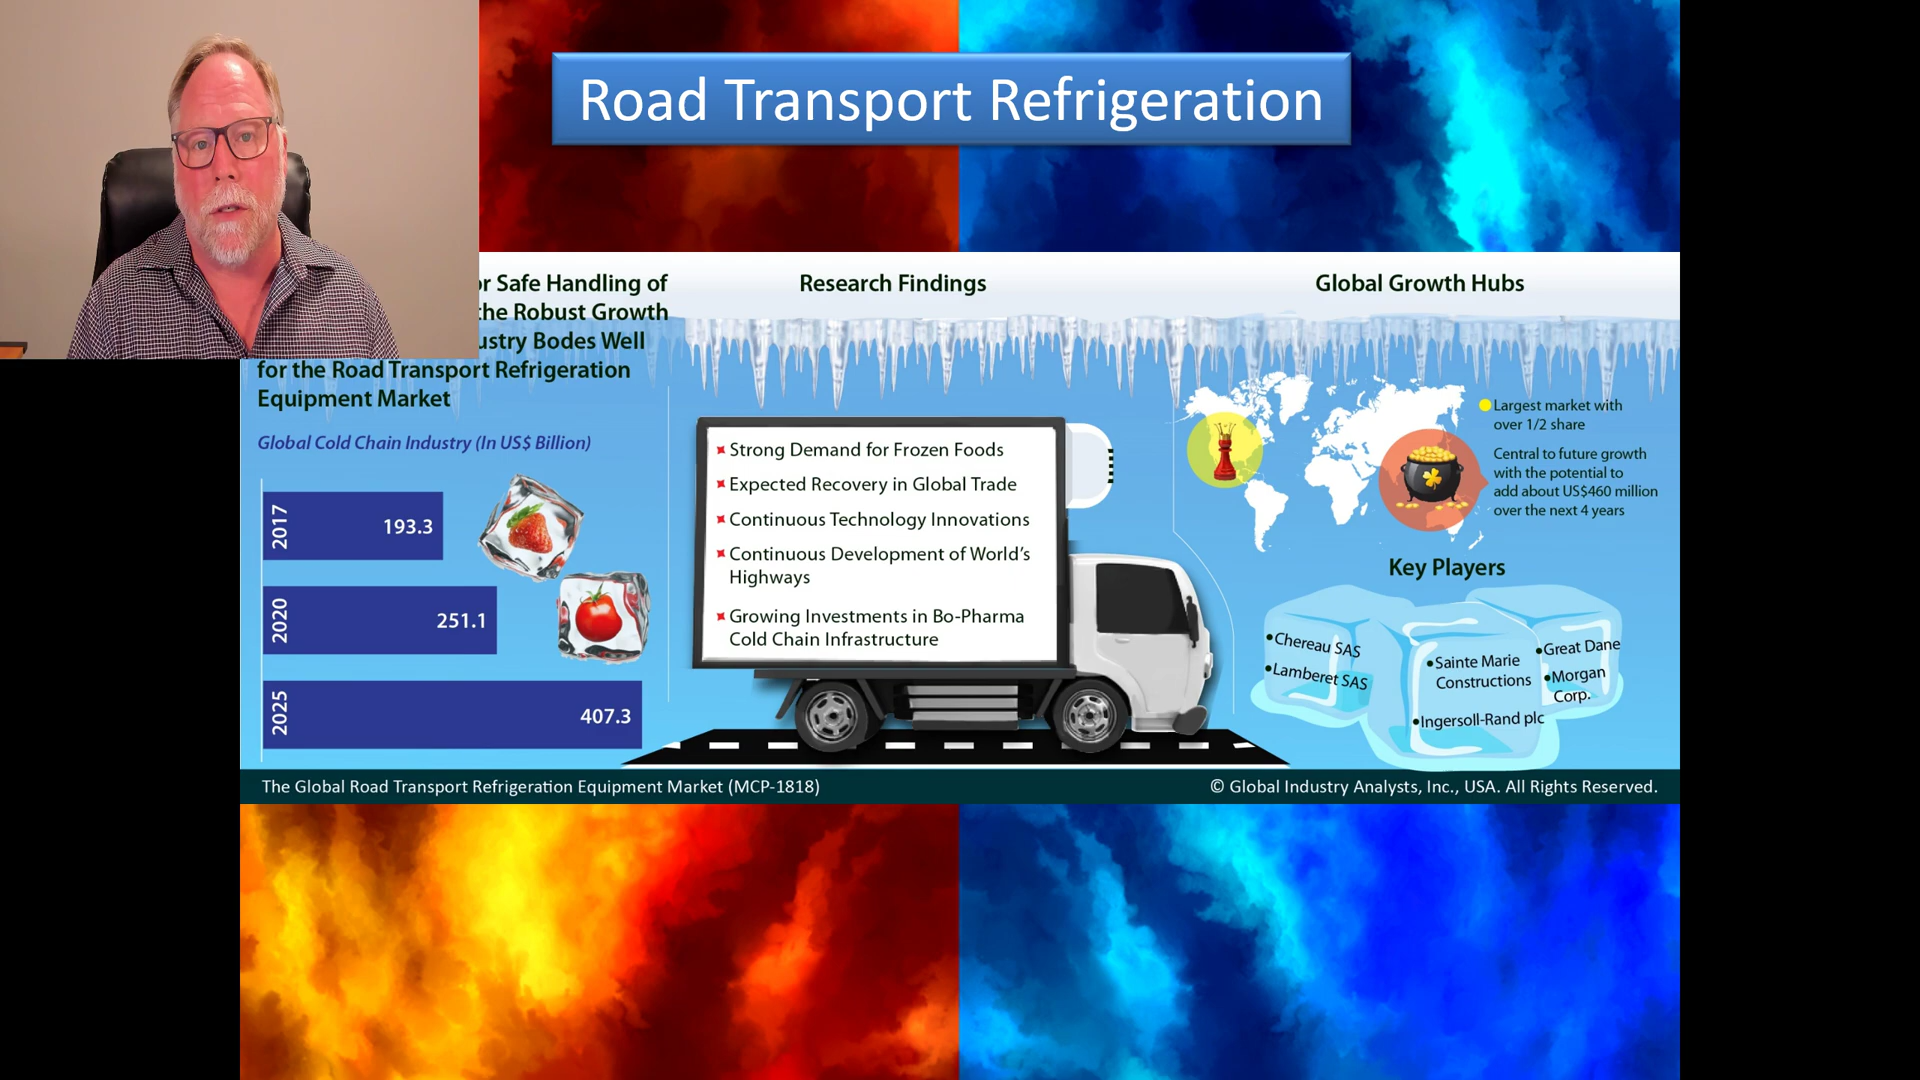 Road Transport Refrigeration
Safe Handling of
the Robust Growth
Bodes Well
for the Road Transport Refrigeration
Equipment Market
Global Cold Chain Industry (In US$ Billion)
2017
193.3
2020
251.1
2025
407.3
Research Findings
Strong Demand for Frozen Foods
Expected Recovery in Global Trade
Continuous Technology Innovations
Continuous Development of World's
Highways
Growing Investments in Bo-Pharma
Cold Chain Infrastructure
Global Growth Hubs
Largest market with
over 1/2 share
Central to future growth
with the potential to
add about US$460 million
over the next 4 years
Key Players
•Chereau SAS
•Lamberet SAS
•Sainte Marie
Constructions
•Ingersoll-Rand plc
•Great Dane
•Morgan
Corp.
The Global Road Transport Refrigeration Equipment Market (MCP-1818)
© Global Industry Analysts, Inc., USA. All Rights Reserved.